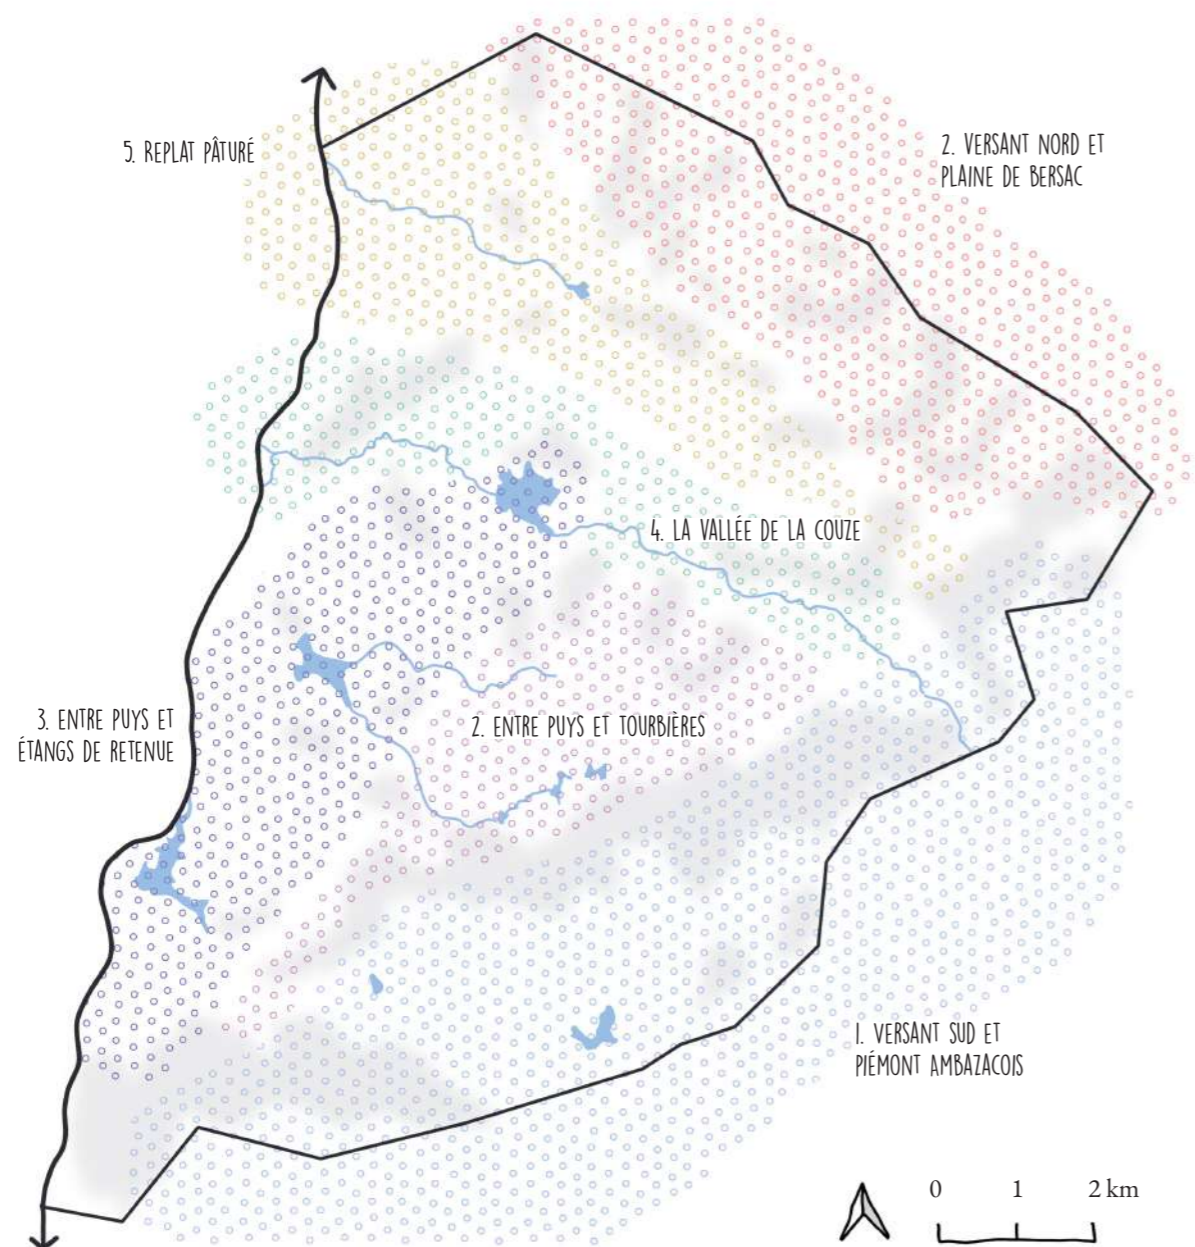 5. REPLAT PÂTURÉ
2. VERSANT NORD ET
PLAINE DE BERSAC
4. LA VALLÉE DE LA COUZE
3. ENTRE PUYS ET
ÉTANGS DE RETENUE
2. ENTRE PUYS ET TOURBIÈRES
1. VERSANT SUD ET
PIÉMONT AMBAZACOIS
0 1 2 km